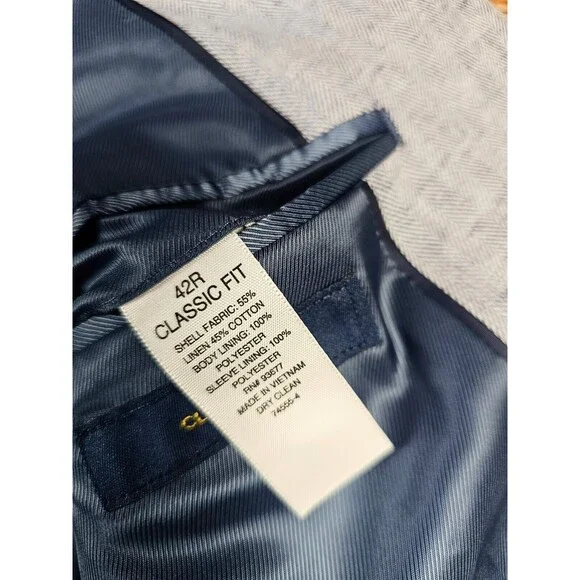 42R
CLASSIC FIT
SHELL FABRIC: 55%
LINEN 45% COTTON
BODY LINING: 100%
POLYESTER
SLEEVE LINING: 100%
POLYESTER
RN# 93677
MADE IN VIETNAM
DRY CLEAN
74555-4